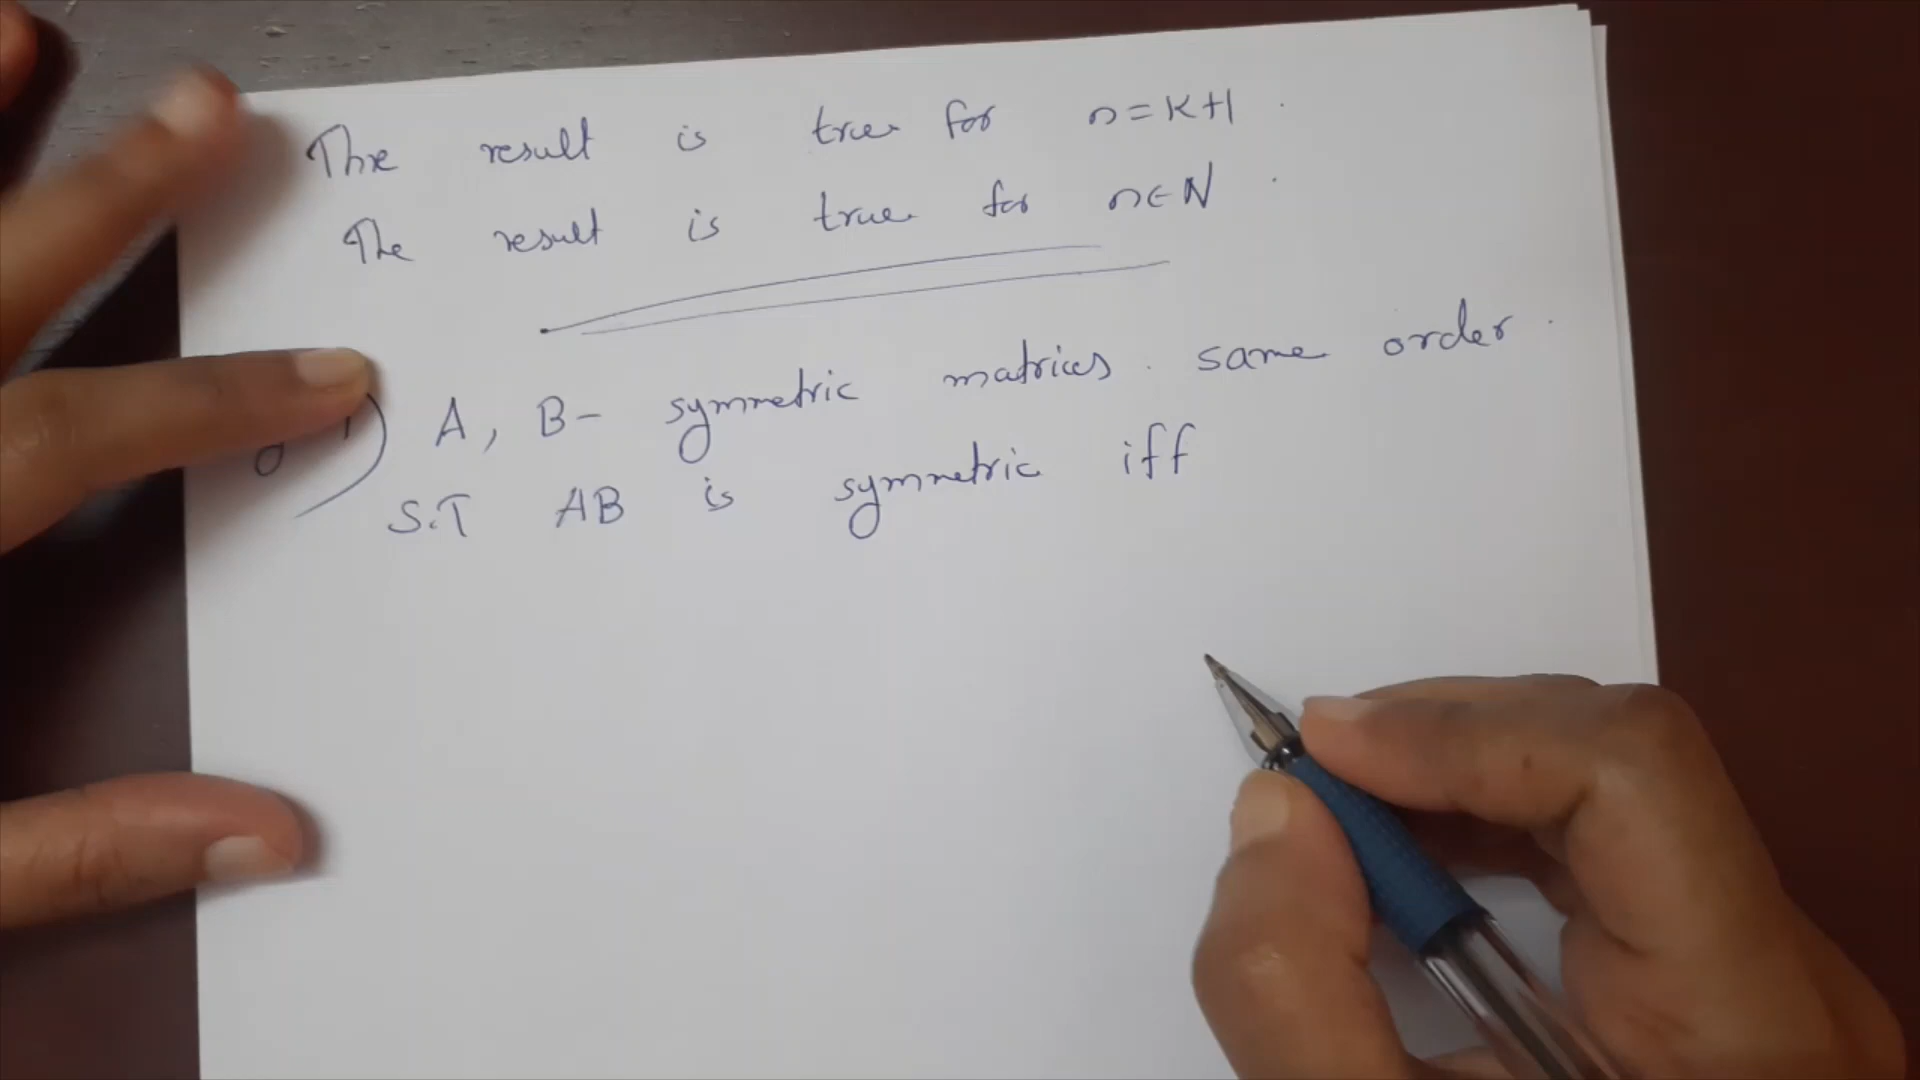 The result is true for n=K+1.
The result is true for n∈N.
A, B- symmetric matrices. same order.
S.T AB is symmetric iff